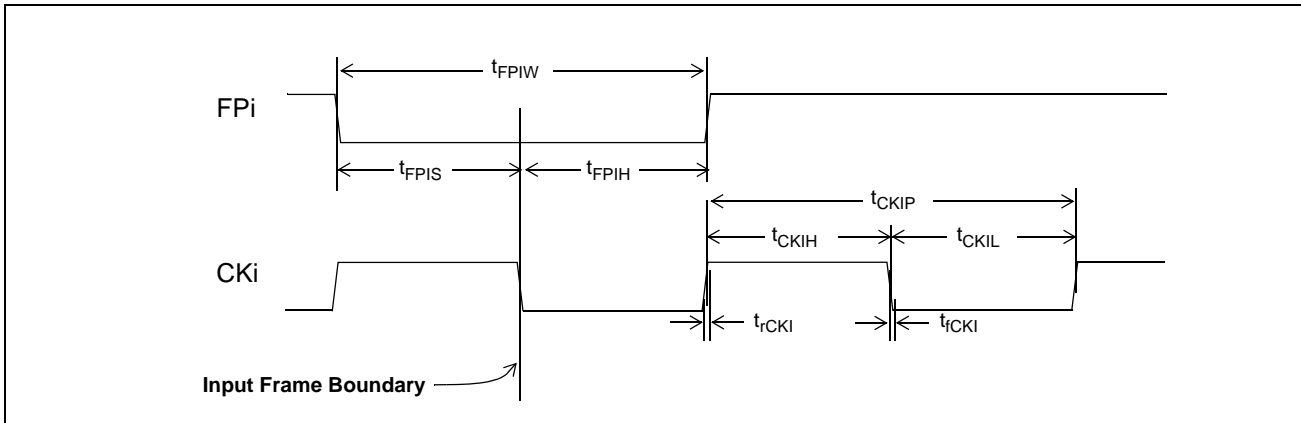 tFPIW
FPi
tFPIS
tFPIH
tCKIP
tCKIH
tCKIL
CKi
trCKI
tfCKI
Input Frame Boundary